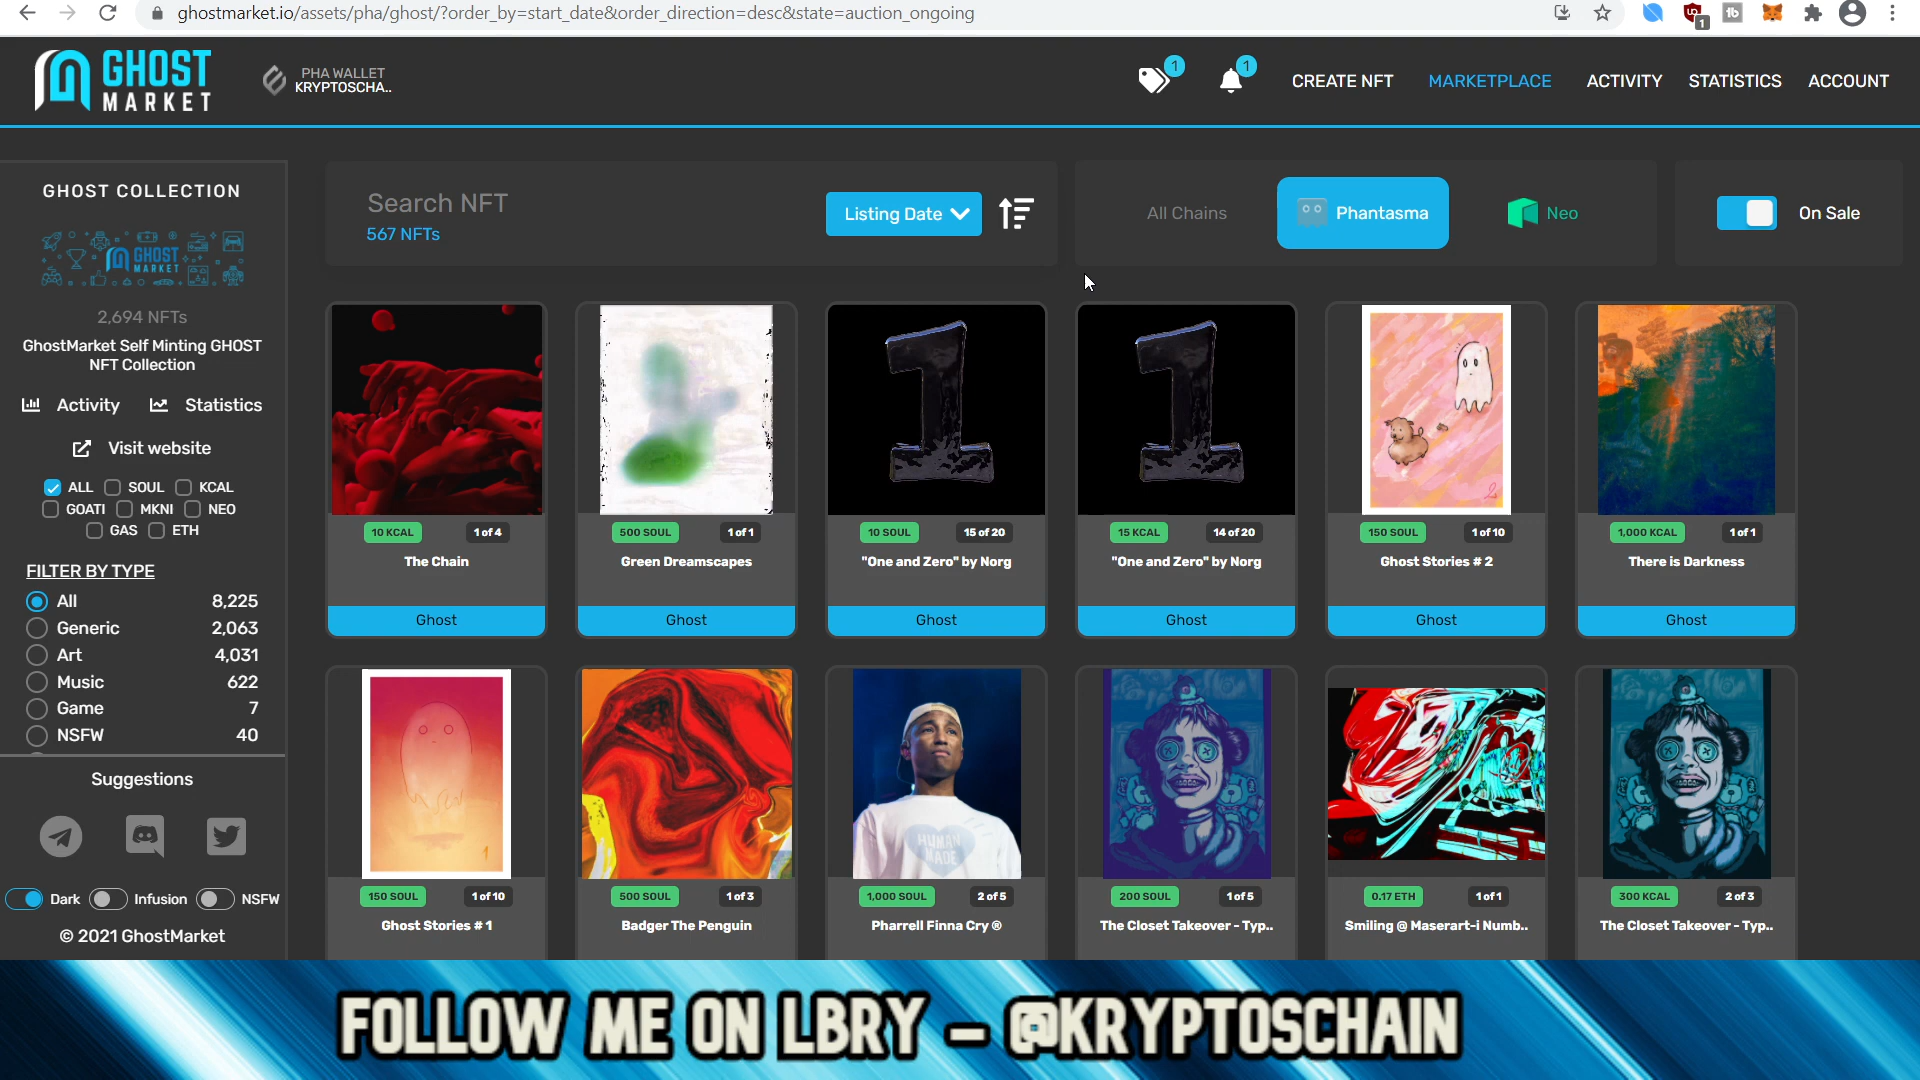 ghostmarket.io/assets/pha/ghost/?order_by=start_date&order_direction=desc&state=auction_ongoing
1
GHOST
MARKET
PHA WALLET
KRYPTOSCHA..
1
1
CREATE NFT
MARKETPLACE
ACTIVITY
STATISTICS
ACCOUNT
GHOST COLLECTION
GHOST
MARKET
2,694 NFTs
GhostMarket Self Minting GHOST
NFT Collection
Activity
Statistics
Visit website
ALL SOUL KCAL
GOATI MKNI NEO
GAS ETH
FILTER BY TYPE
All 8,225
Generic 2,063
Art 4,031
Music 622
Game 7
NSFW 40
Suggestions
Dark Infusion NSFW
© 2021 GhostMarket
Search NFT
567 NFTs
Listing Date
All Chains
Phantasma
Neo
On Sale
10 KCAL 1 of 4
The Chain
Ghost
500 SOUL 1 of 1
Green Dreamscapes
Ghost
10 SOUL 15 of 20
"One and Zero" by Norg
Ghost
15 KCAL 14 of 20
"One and Zero" by Norg
Ghost
150 SOUL 1 of 10
Ghost Stories # 2
Ghost
1,000 KCAL 1 of 1
There is Darkness
Ghost
150 SOUL 1 of 10
Ghost Stories # 1
500 SOUL 1 of 3
Badger The Penguin
HUMAN
MADE
1,000 SOUL 2 of 5
Pharrell Finna Cry ®
200 SOUL 1 of 5
The Closet Takeover - Typ..
0.17 ETH 1 of 1
Smiling @ Maserart-i Numb..
300 KCAL 2 of 3
The Closet Takeover - Typ..
FOLLOW ME ON LBRY - @KRYPTOSCHAIN